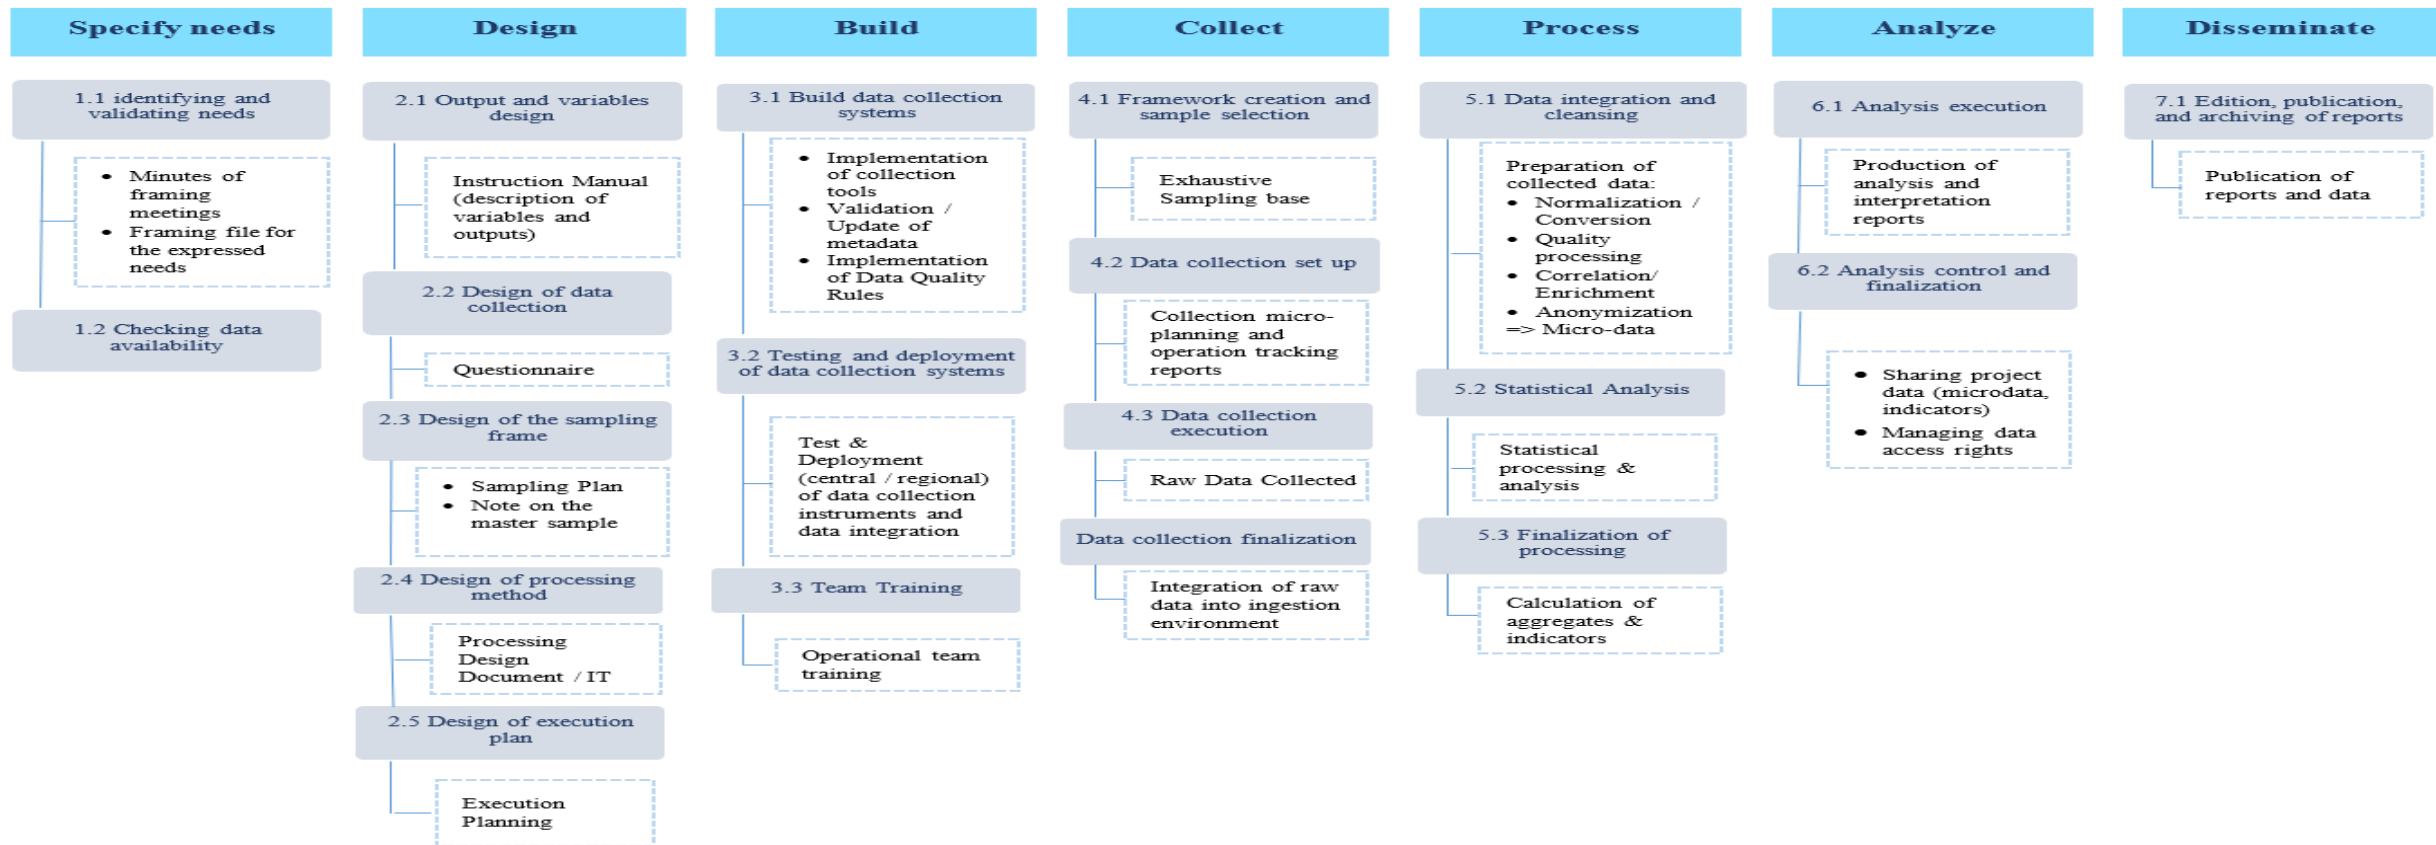 Specify needs
1.1 identifying and
validating needs
• Minutes of
framing
meetings
• Framing file for
the expressed
needs
1.2 Checking data
availability
Design
2.1 Output and variables
design
Instruction Manual
(description of
variables and
outputs)
2.2 Design of data
collection
Questionnaire
2.3 Design of the sampling
frame
• Sampling Plan
• Note on the
master sample
2.4 Design of processing
method
Processing
Design
Document / IT
2.5 Design of execution
plan
Execution
Planning
Build
3.1 Build data collection
systems
• Implementation
of collection
tools
• Validation /
Update of
metadata
• Implementation
of Data Quality
Rules
3.2 Testing and deployment
of data collection systems
Test &
Deployment
(central / regional)
of data collection
instruments and
data integration
3.3 Team Training
Operational team
training
Collect
4.1 Framework creation and
sample selection
Exhaustive
Sampling base
4.2 Data collection set up
Collection micro-
planning and
operation tracking
reports
4.3 Data collection
execution
Raw Data Collected
Data collection finalization
Integration of raw
data into ingestion
environment
Process
5.1 Data integration and
cleansing
Preparation of
collected data:
• Normalization /
Conversion
• Quality
processing
• Correlation/
Enrichment
• Anonymization
=> Micro-data
5.2 Statistical Analysis
Statistical
processing &
analysis
5.3 Finalization of
processing
Calculation of
aggregates &
indicators
Analyze
6.1 Analysis execution
Production of
analysis and
interpretation
reports
6.2 Analysis control and
finalization
• Sharing project
data (microdata,
indicators)
• Managing data
access rights
Disseminate
7.1 Edition, publication,
and archiving of reports
Publication of
reports and data